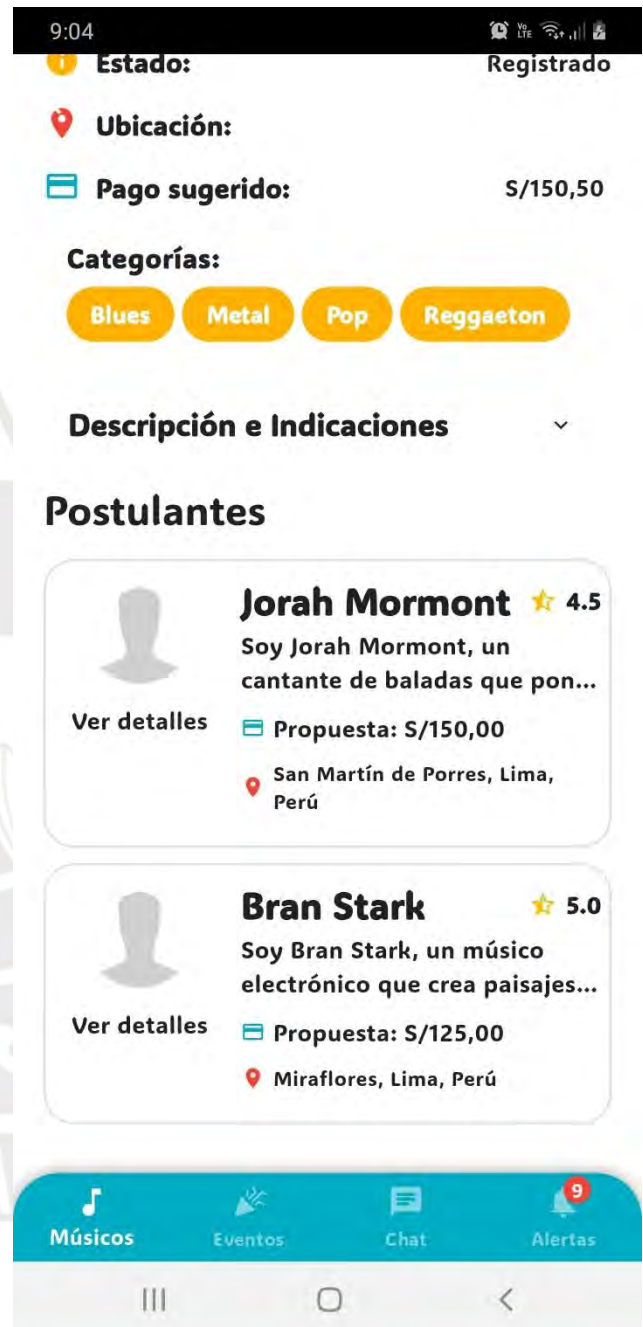 9:04
Vo
LTE
Estado: Registrado
Ubicación:
Pago sugerido: S/150,50
Categorías:
Blues Metal Pop Reggaeton
Descripción e Indicaciones
Postulantes
Jorah Mormont 4.5
Soy Jorah Mormont, un
cantante de baladas que pon...
Ver detalles
Propuesta: S/150,00
San Martín de Porres, Lima,
Perú
Bran Stark 5.0
Soy Bran Stark, un músico
electrónico que crea paisajes...
Ver detalles
Propuesta: S/125,00
Miraflores, Lima, Perú
9
Músicos Eventos Chat Alertas